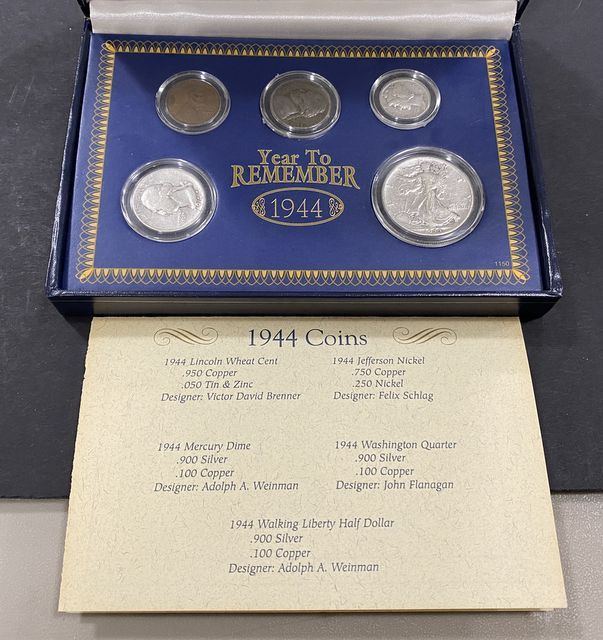 Year To
REMEMBER
1944
1150
1944 Coins
1944 Lincoln Wheat Cent
.950 Copper
.050 Tin & Zinc
Designer: Victor David Brenner
1944 Jefferson Nickel
.750 Copper
.250 Nickel
Designer: Felix Schlag
1944 Mercury Dime
.900 Silver
.100 Copper
Designer: Adolph A. Weinman
1944 Washington Quarter
.900 Silver
.100 Copper
Designer: John Flanagan
1944 Walking Liberty Half Dollar
.900 Silver
.100 Copper
Designer: Adolph A. Weinman